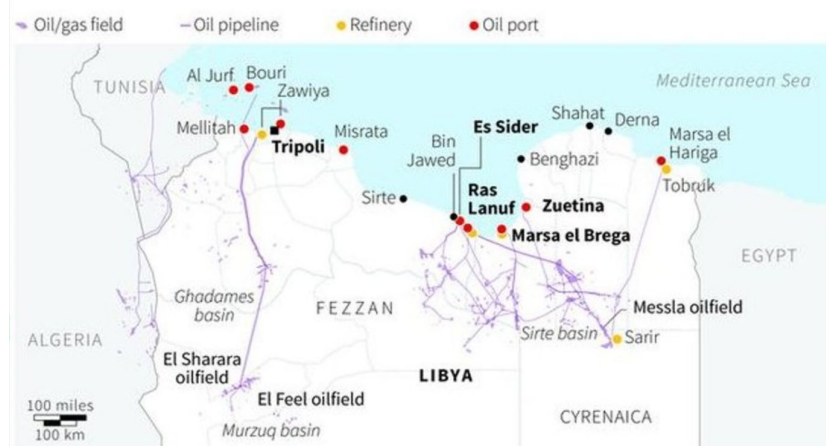 Oil/gas field
Oil pipeline
Refinery
Oil port
TUNISIA
Al Jurf
Bouri
Zawiya
Mediterranean Sea
Mellitah
Tripoli
Misrata
Bin
Jawed
Es Sider
Shahat
Derna
Marsa el
Hariga
Benghazi
Tobruk
Sirte
Ras
Lanuf
Zuetina
Marsa el Brega
EGYPT
Ghadames
basin
FEZZAN
Messla oilfield
ALGERIA
Sirte basin
Sarir
El Sharara
oilfield
LIBYA
El Feel oilfield
100 miles
100 km
Murzuq basin
CYRENAICA